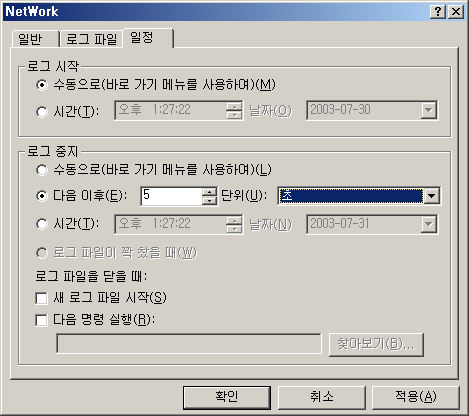 NetWork
일반 로그 파일 일정
로그 시작
수동으로(바로 가기 메뉴를 사용하여)(M)
시간(T): 오후 1:27:22 날짜(O) 2003-07-30
로그 중지
수동으로(바로 가기 메뉴를 사용하여)(L)
다음 이후(E): 5 단위(U): 초
시간(T): 오후 1:27:22 날짜(N) 2003-07-31
로그 파일이 꽉 찼을 때(W)
로그 파일을 닫을 때:
새 로그 파일 시작(S)
다음 명령 실행(R):
찾아보기(B)...
확인 취소 적용(A)